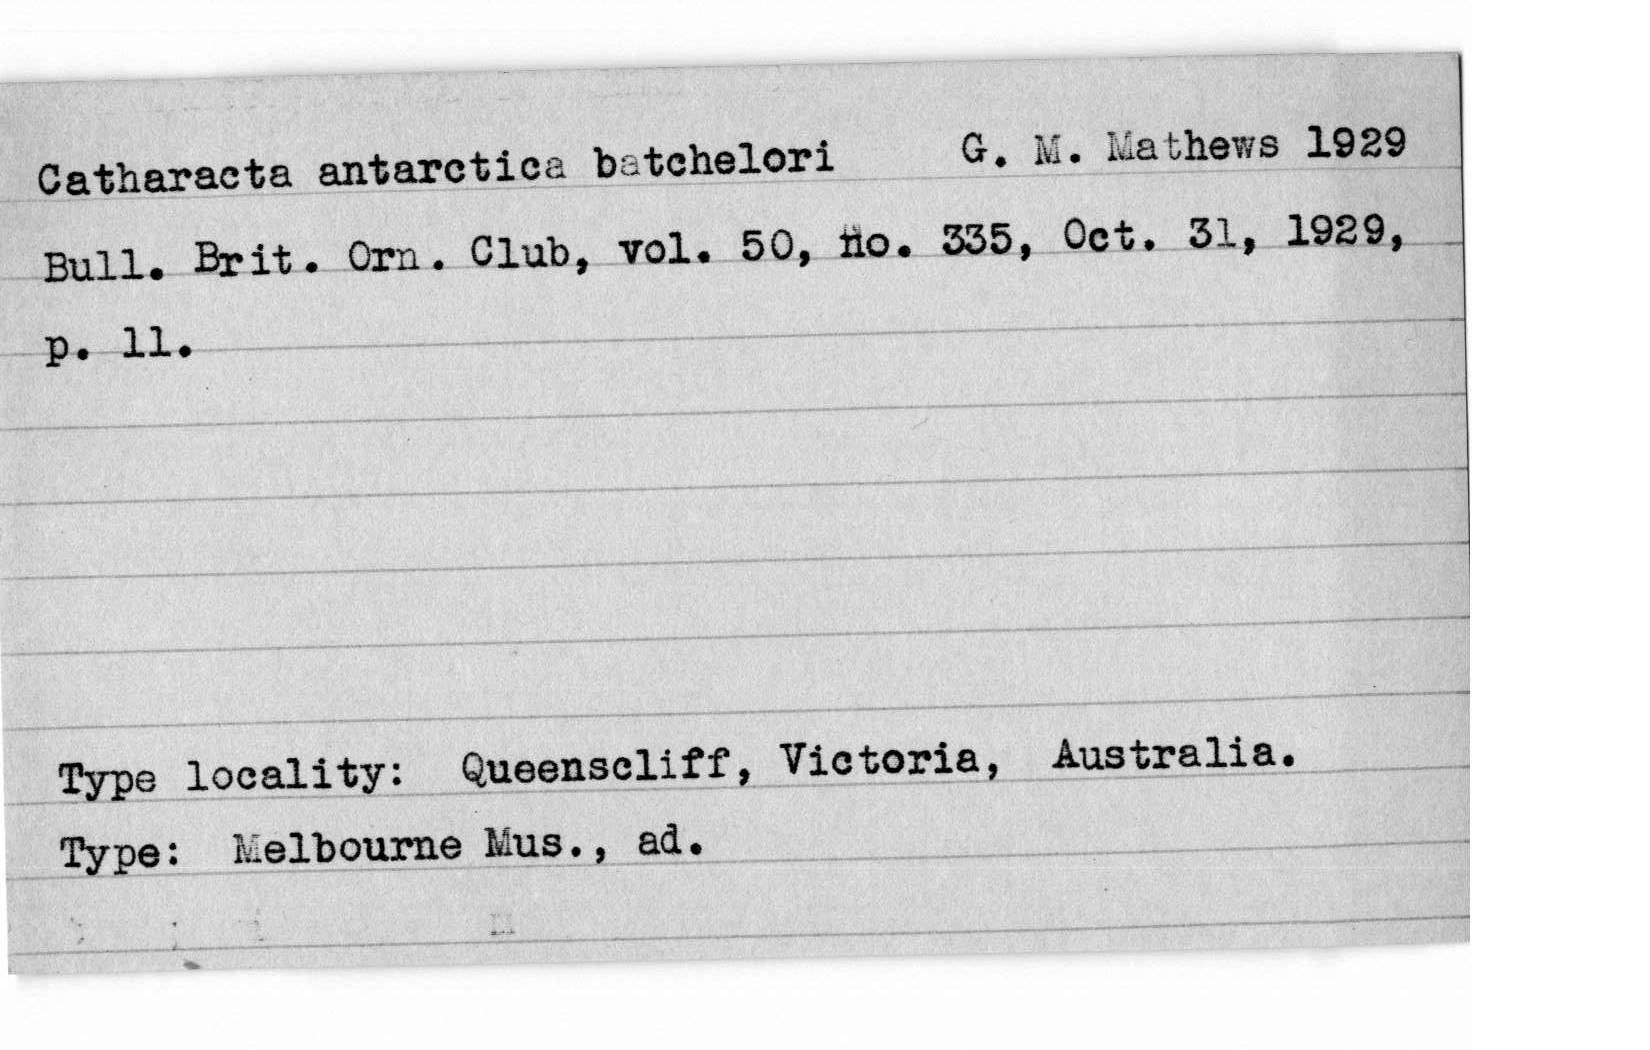 Catharacta antarctica batchelori G. M. Mathews 1929
Bull. Brit. Orn. Club, vol. 50, no. 335, Oct. 31, 1929,
p. 11.
Type locality: Queenscliff, Victoria, Australia.
Type: Melbourne Mus., ad.